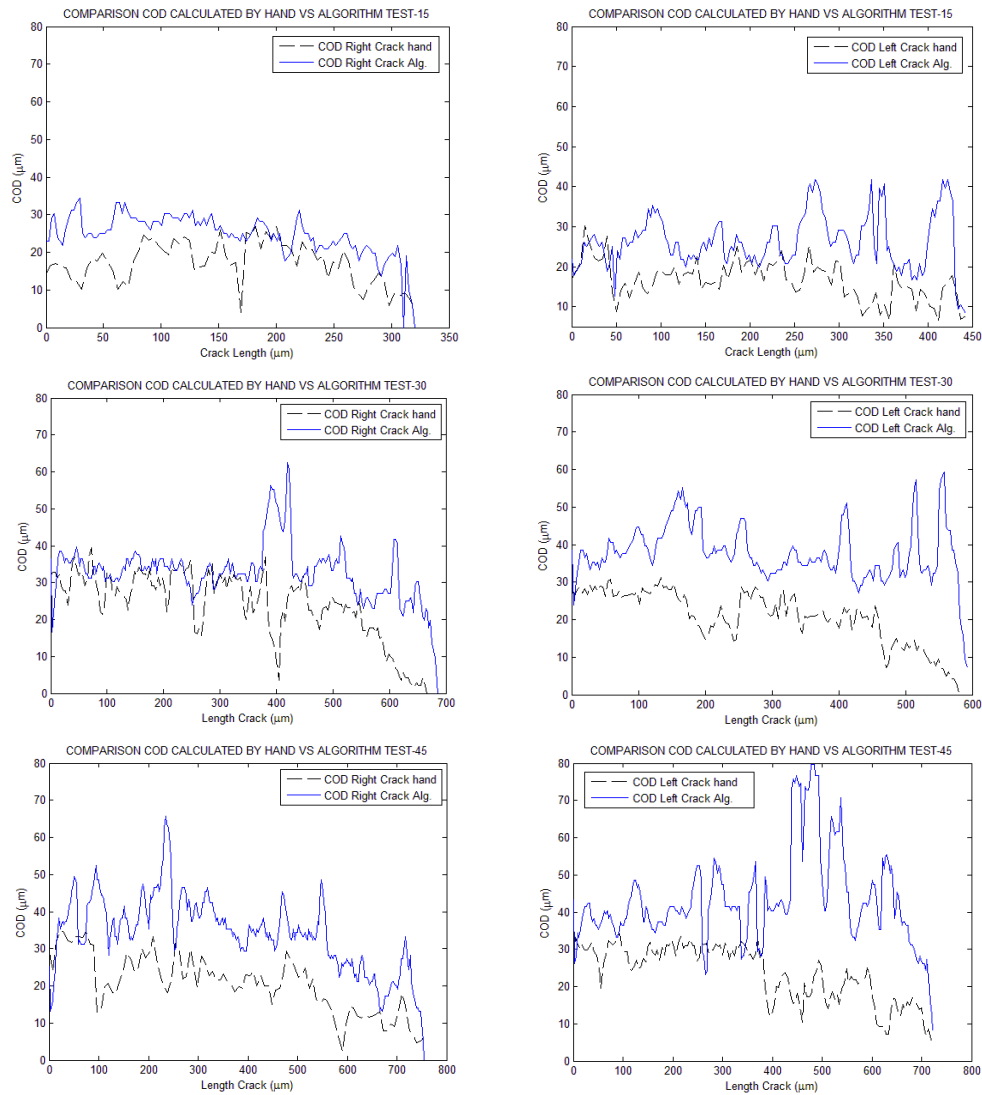 COMPARISON COD CALCULATED BY HAND VS ALGORITHM TEST-15
80
70
60
50
40
30
20
10
0
COD (μm)
COD Right Crack hand
COD Right Crack Alg.
0 50 100 150 200 250 300 350
Crack Length (μm)
COMPARISON COD CALCULATED BY HAND VS ALGORITHM TEST-15
80
70
60
50
40
30
20
10
COD (μm)
COD Left Crack hand
COD Left Crack Alg.
0 50 100 150 200 250 300 350 400 450
Crack Length (μm)
COMPARISON COD CALCULATED BY HAND VS ALGORITHM TEST-30
80
70
60
50
40
30
20
10
0
COD (μm)
COD Right Crack hand
COD Right Crack Alg.
0 100 200 300 400 500 600 700
Length Crack (μm)
COMPARISON COD CALCULATED BY HAND VS ALGORITHM TEST-30
80
70
60
50
40
30
20
10
0
COD (μm)
COD Left Crack hand
COD Left Crack Alg.
0 100 200 300 400 500 600
Length Crack (μm)
COMPARISON COD CALCULATED BY HAND VS ALGORITHM TEST-45
80
70
60
50
40
30
20
10
0
COD (μm)
COD Right Crack hand
COD Right Crack Alg.
0 100 200 300 400 500 600 700 800
Length Crack (μm)
COMPARISON COD CALCULATED BY HAND VS ALGORITHM TEST-45
80
70
60
50
40
30
20
10
0
COD (μm)
COD Left Crack hand
COD Left Crack Alg.
0 100 200 300 400 500 600 700 800
Length Crack (μm)